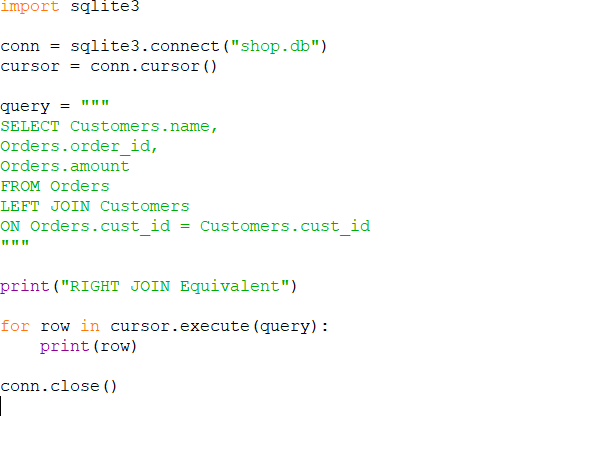 import sqlite3

conn = sqlite3.connect("shop.db")
cursor = conn.cursor()

query = """
SELECT Customers.name,
Orders.order_id,
Orders.amount
FROM Orders
LEFT JOIN Customers
ON Orders.cust_id = Customers.cust_id
"""

print("RIGHT JOIN Equivalent")

for row in cursor.execute(query):
    print(row)

conn.close()